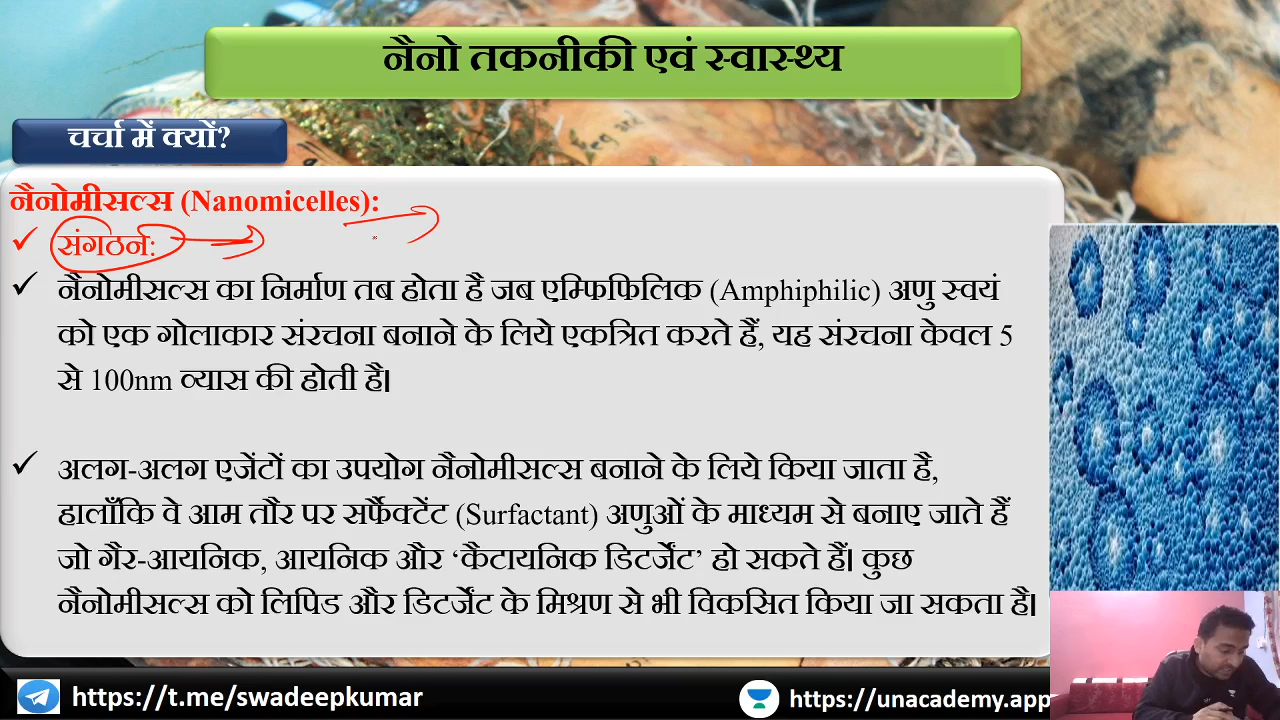 नैनो तकनीकी एवं स्वास्थ्य
चर्चा में क्यों?
नैनोमीसल्स (Nanomicelles):
✓ संगठर्न:
✓ नैनोमीसल्स का निर्माण तब होता है जब एम्फिफिलिक (Amphiphilic) अणु स्वयं
को एक गोलाकार संरचना बनाने के लिये एकत्रित करते हैं, यह संरचना केवल 5
से 100nm व्यास की होती है।
✓ अलग-अलग एजेंटों का उपयोग नैनोमीसल्स बनाने के लिये किया जाता है,
हालाँकि वे आम तौर पर सर्फैक्टेंट (Surfactant) अणुओं के माध्यम से बनाए जाते हैं
जो गैर-आयनिक, आयनिक और ‘कैटायनिक डिटर्जेंट’ हो सकते हैं। कुछ
नैनोमीसल्स को लिपिड और डिटर्जेंट के मिश्रण से भी विकसित किया जा सकता है।
https://t.me/swadeepkumar
https://unacademy.app